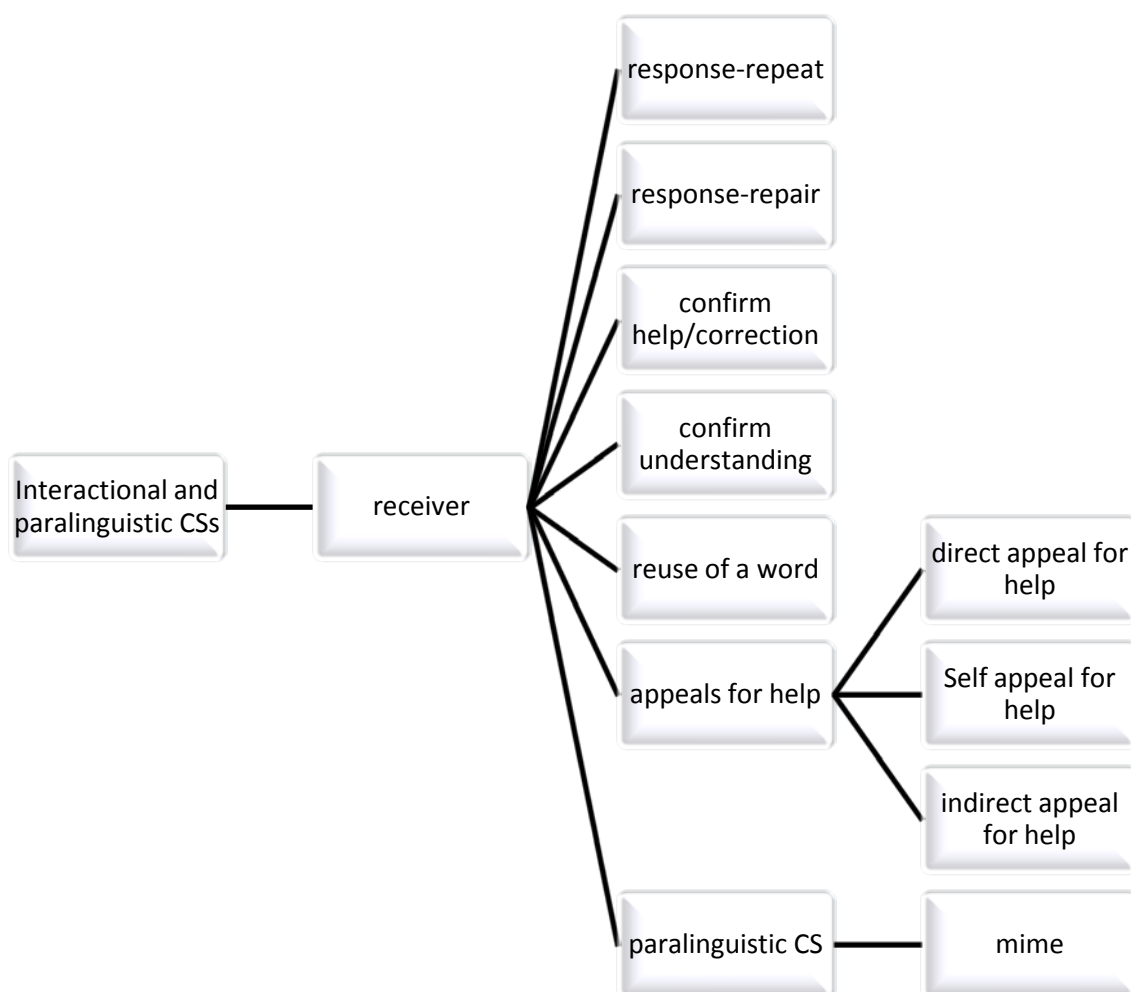 response-repeat
response-repair
confirm
help/correction
confirm
understanding
Interactional and
paralinguistic CSs
receiver
reuse of a word
direct appeal for
help
appeals for help
Self appeal for
help
indirect appeal
for help
paralinguistic CS
mime